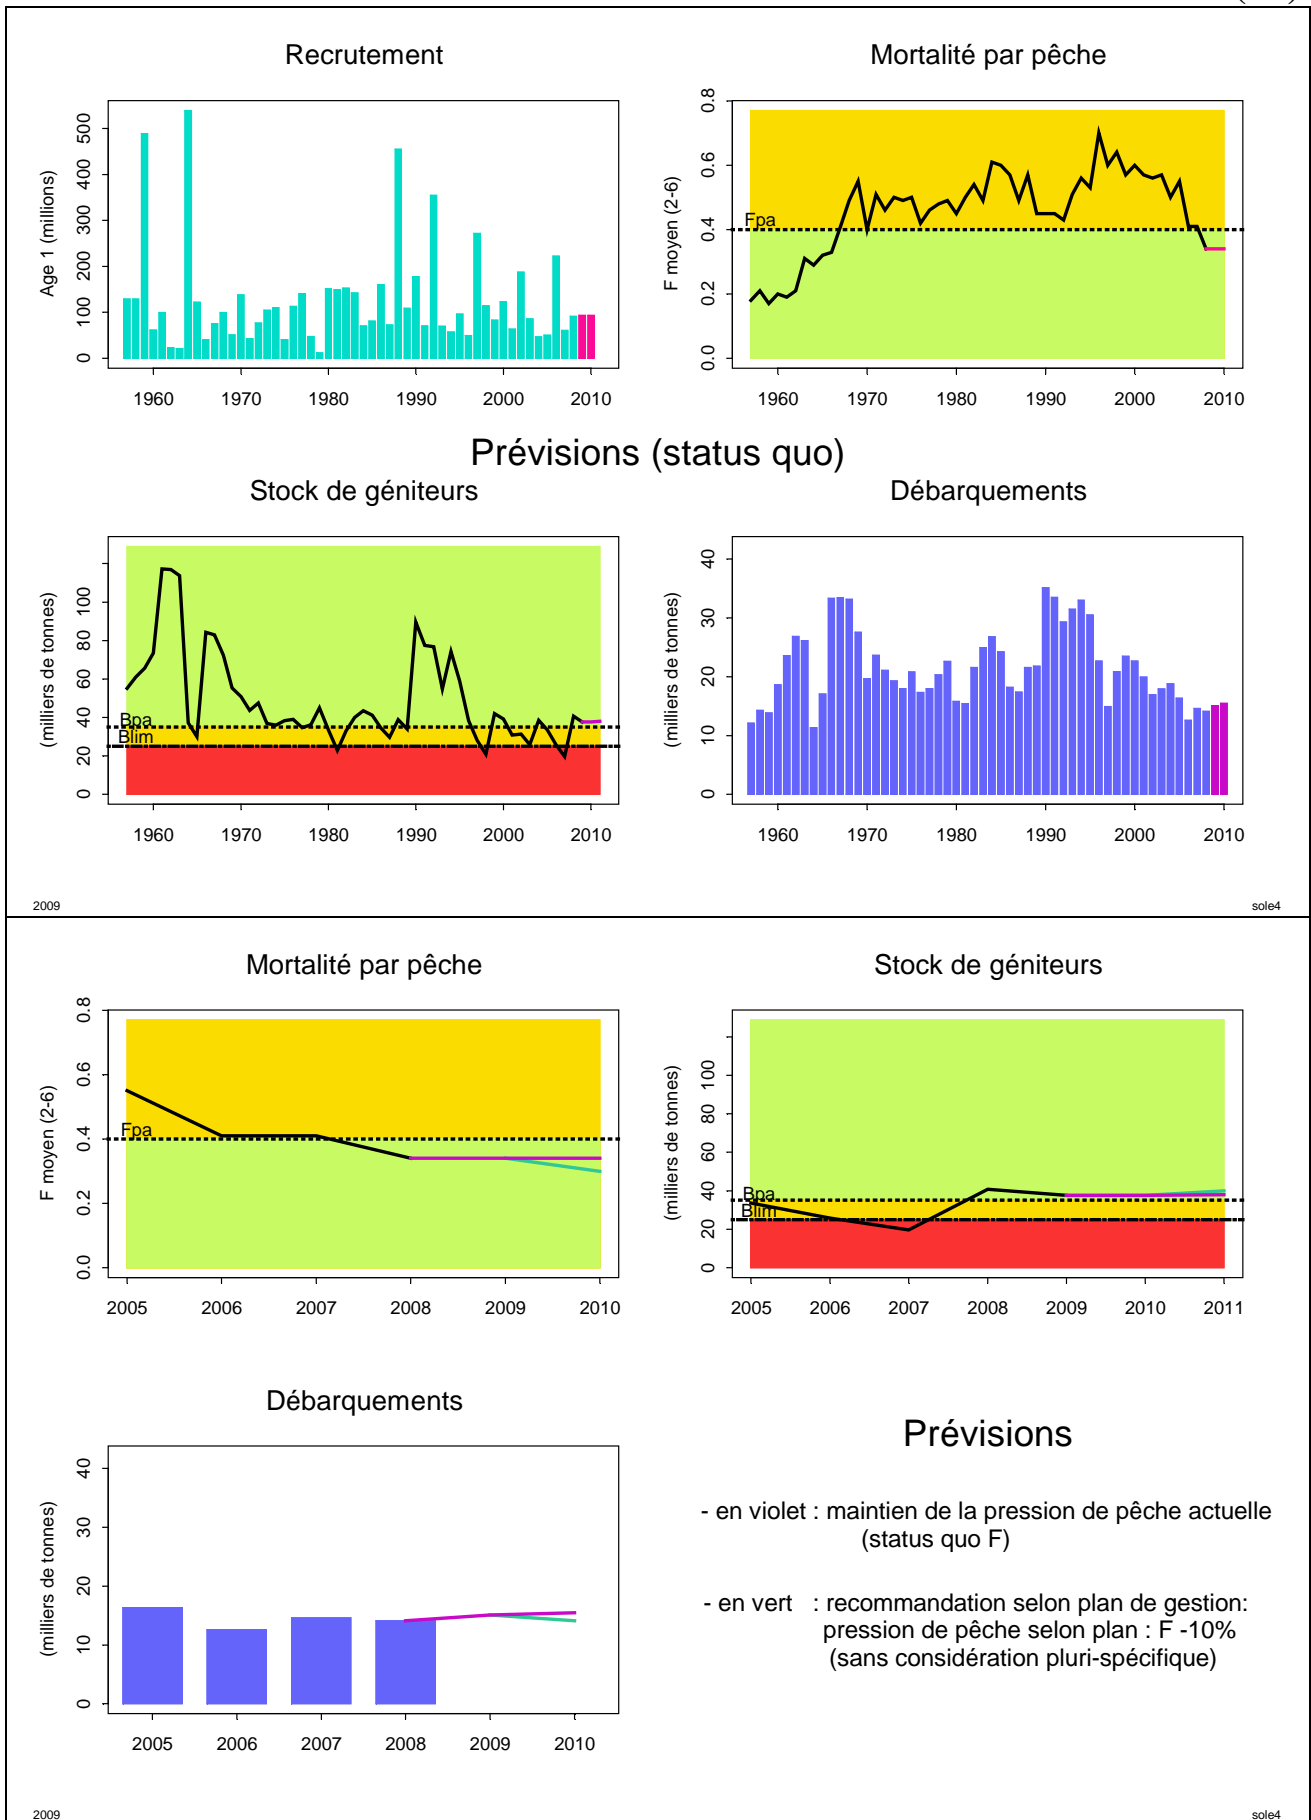 Recrutement
Age 1 (millions)
0 100 200 300 400 500
1960 1970 1980 1990 2000 2010
Mortalité par pêche
F moyen (2-6)
0.0 0.2 0.4 0.6 0.8
Fpa
1960 1970 1980 1990 2000 2010
Prévisions (status quo)
Stock de géniteurs
(milliers de tonnes)
0 20 40 60 80 100
Bpa
Blim
1960 1970 1980 1990 2000 2010
Débarquements
(milliers de tonnes)
0 10 20 30 40
1960 1970 1980 1990 2000 2010
2009
sole4
Mortalité par pêche
F moyen (2-6)
0.0 0.2 0.4 0.6 0.8
Fpa
2005 2006 2007 2008 2009 2010
Stock de géniteurs
(milliers de tonnes)
0 20 40 60 80 100
Bpa
Blim
2005 2006 2007 2008 2009 2010 2011
Débarquements
(milliers de tonnes)
0 10 20 30 40
2005 2006 2007 2008 2009 2010
Prévisions
- en violet : maintien de la pression de pêche actuelle
(status quo F)
- en vert : recommandation selon plan de gestion:
pression de pêche selon plan : F -10%
(sans considération pluri-spécifique)
2009
sole4